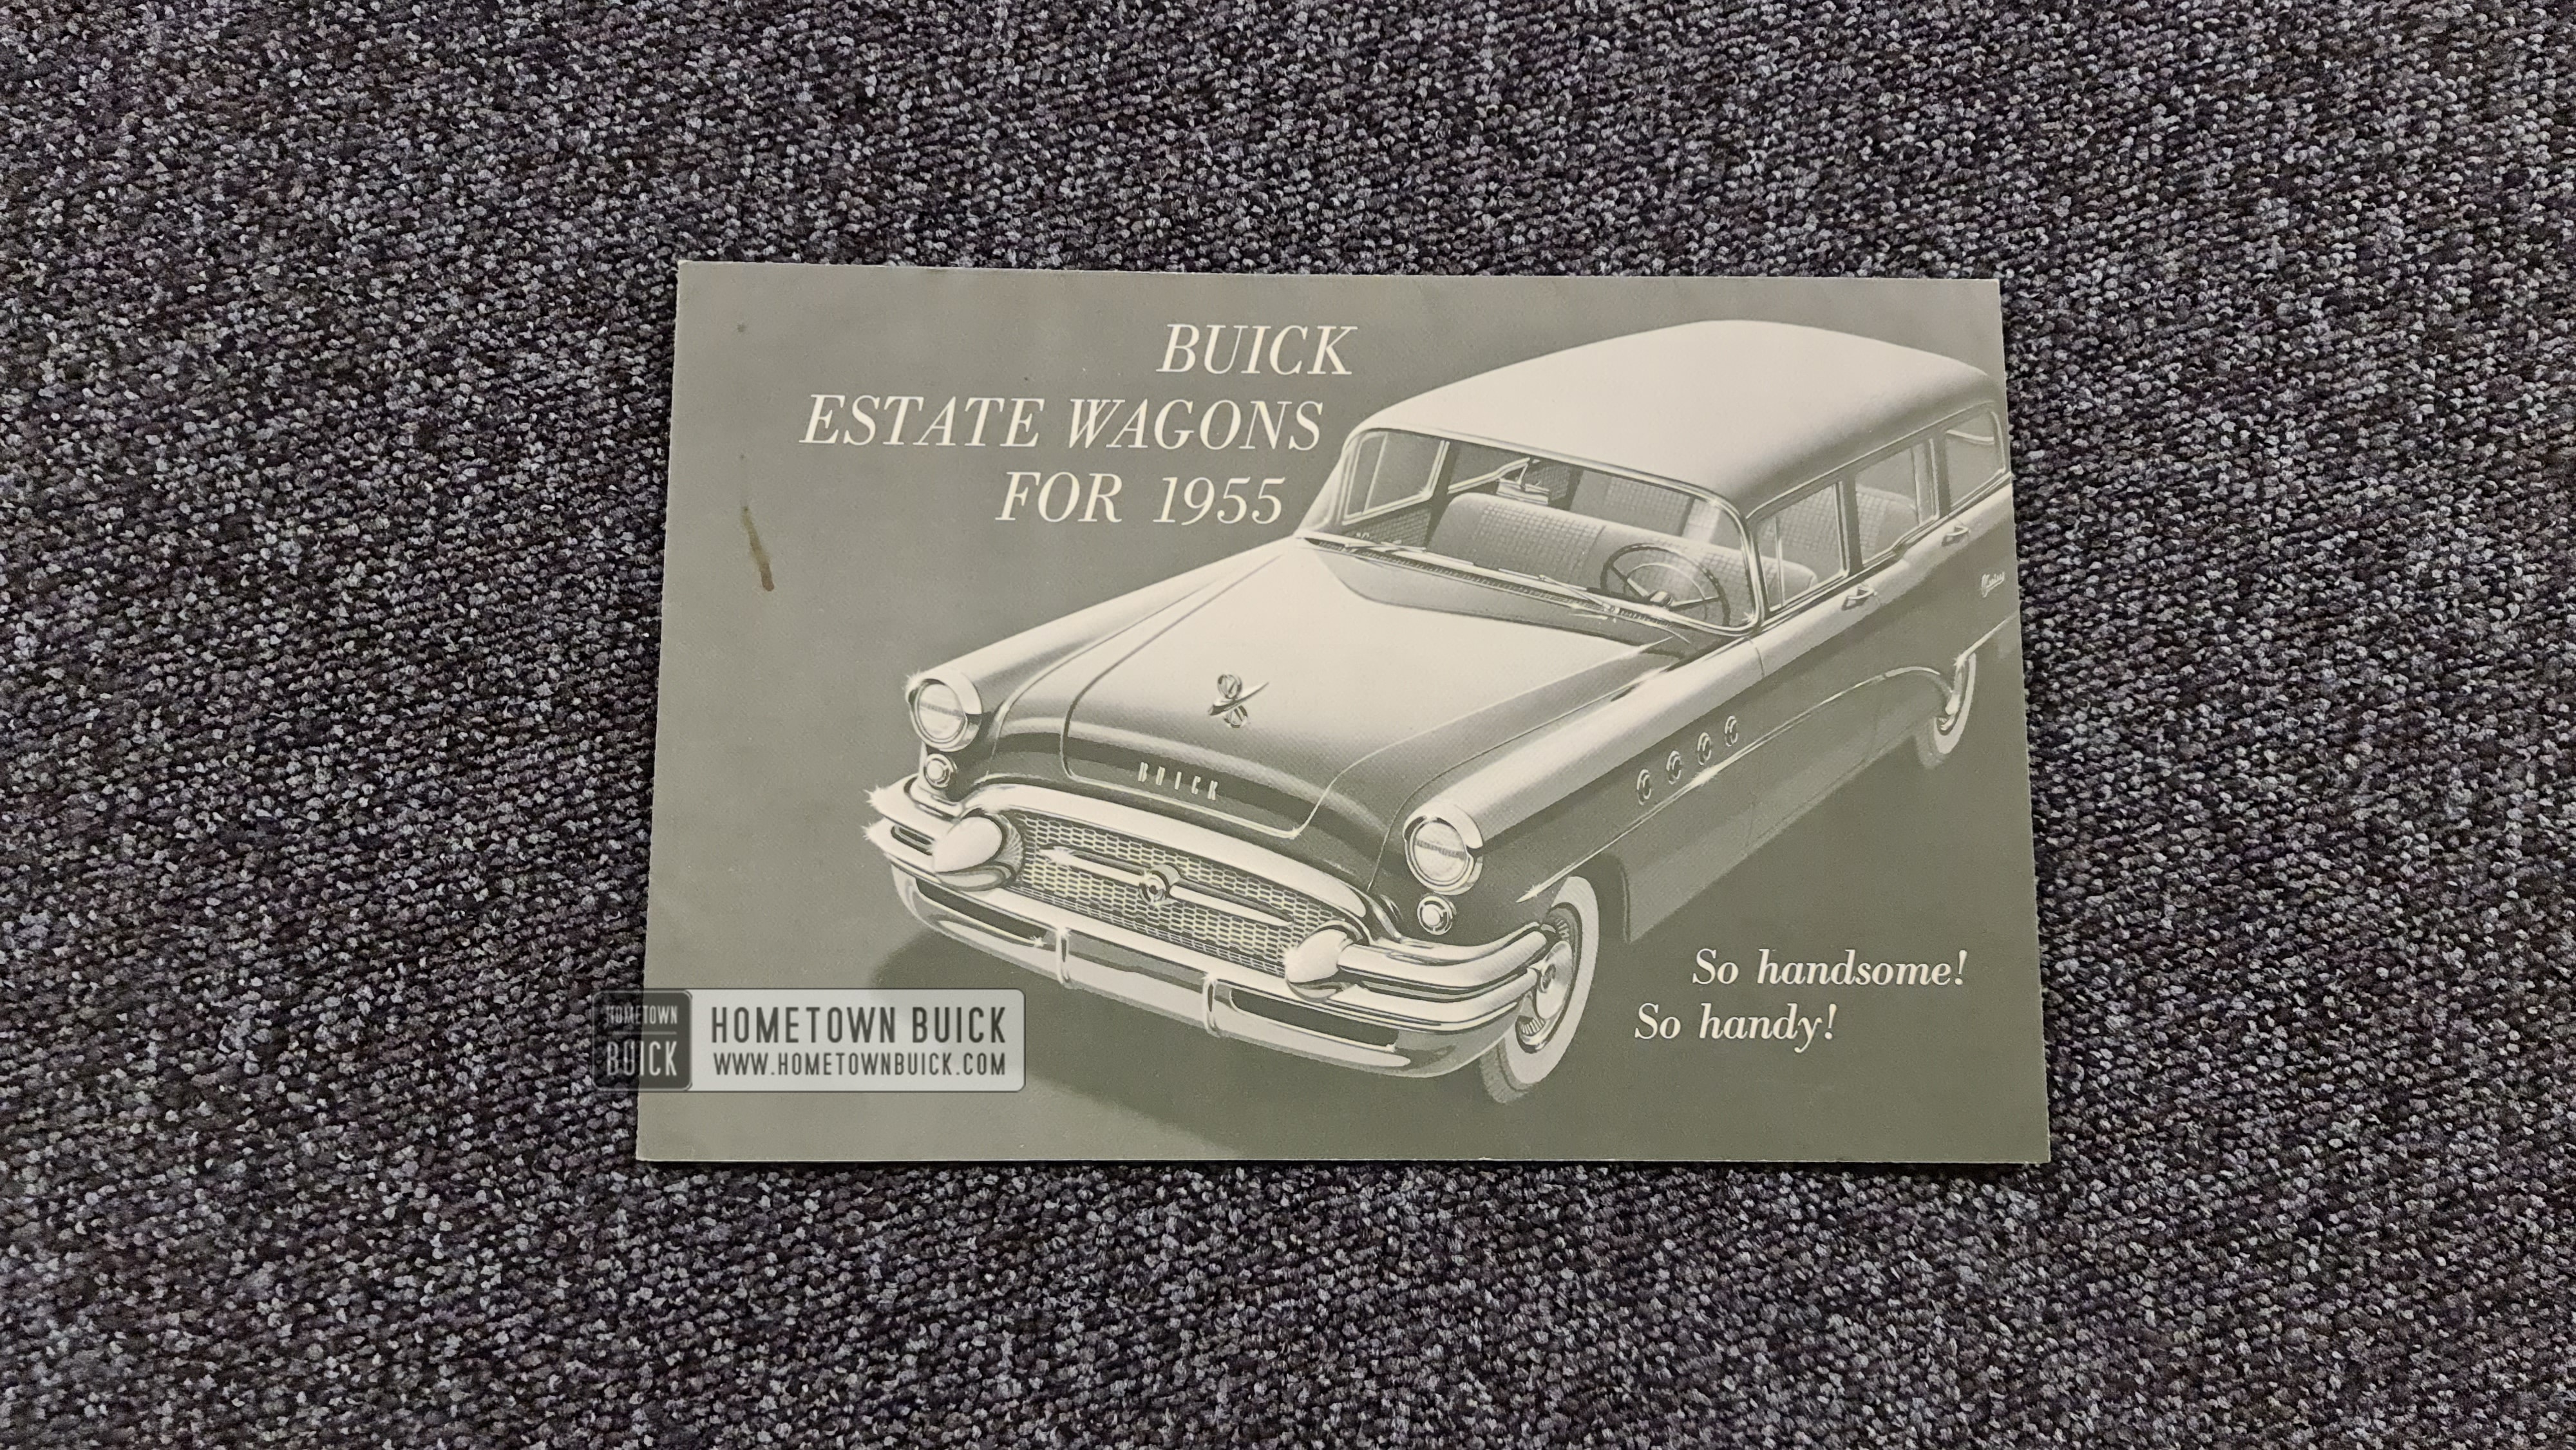 BUICK
ESTATE WAGONS
FOR 1955
BUICK
So handsome!
So handy!
HOMETOWN
BUICK
HOMETOWN BUICK
WWW.HOMETOWNBUICK.COM